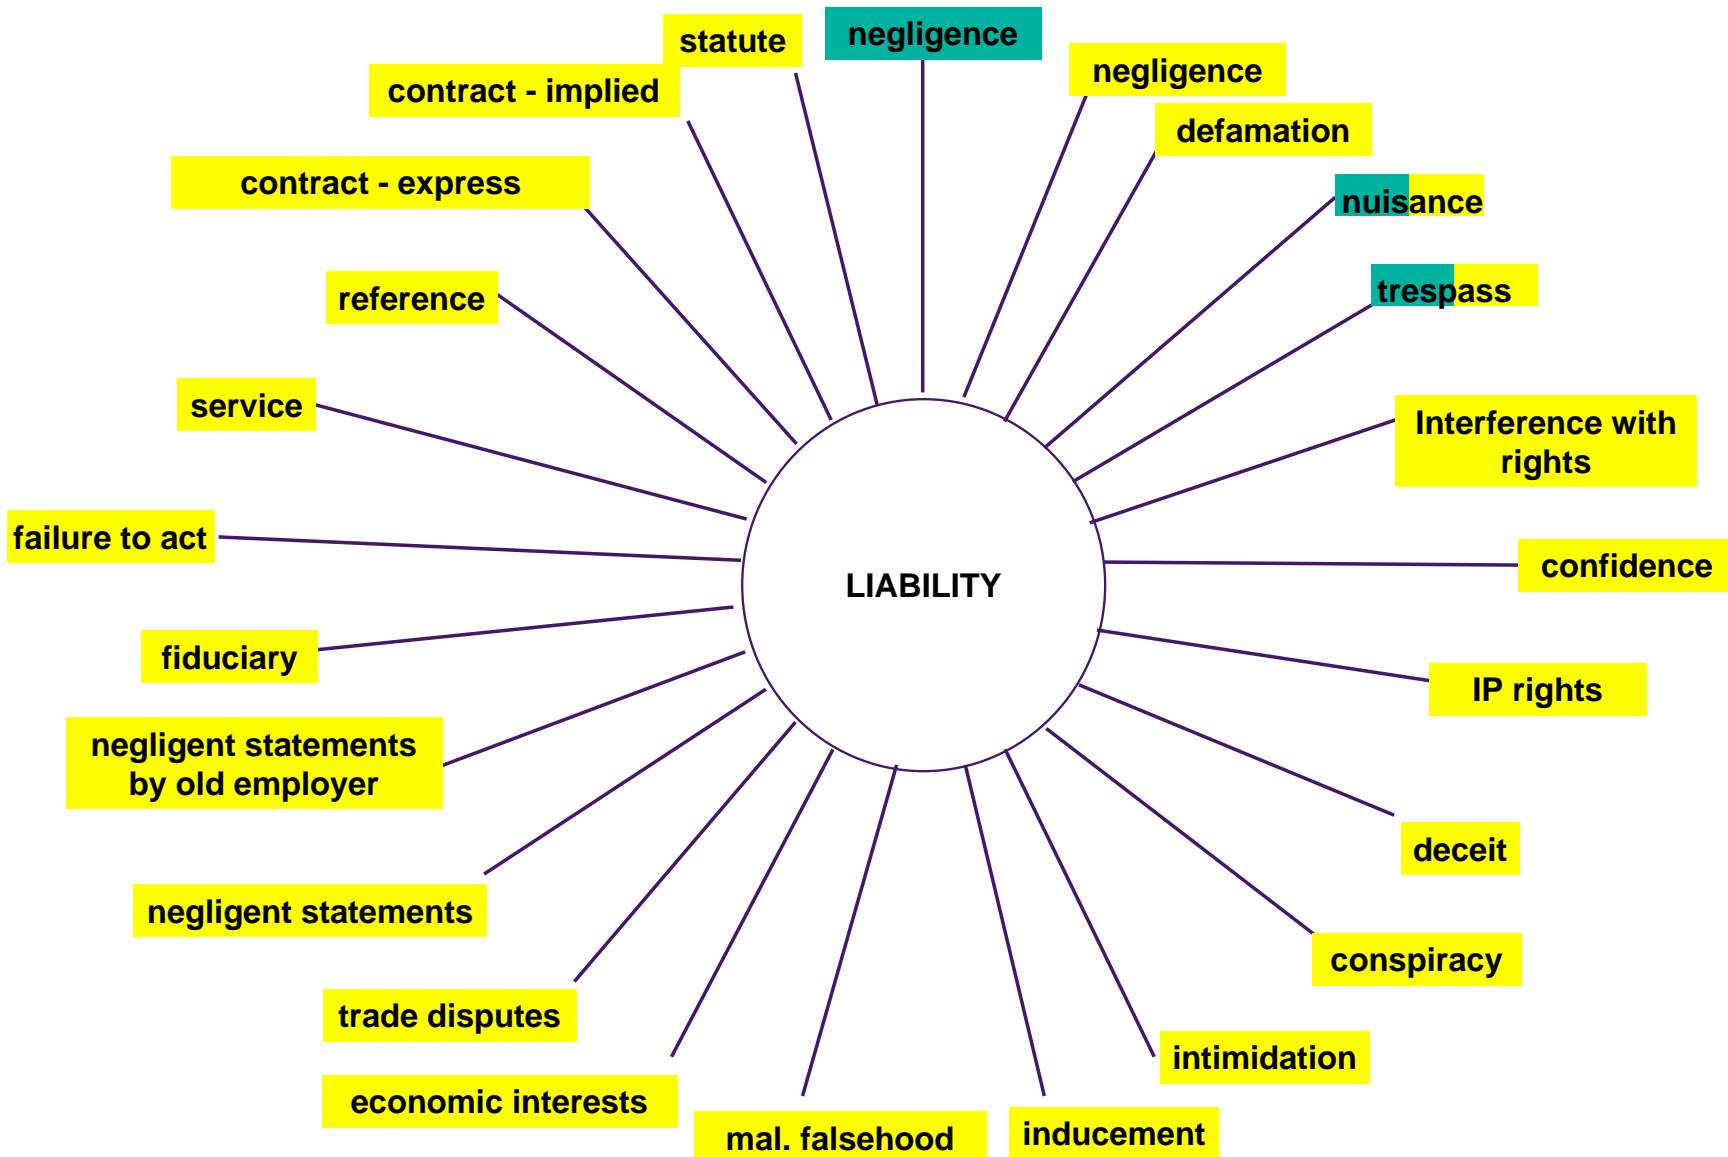 negligence
statute
negligence
contract - implied
defamation
contract - express
nuisance
trespass
reference
service
Interference with
rights
failure to act
confidence
LIABILITY
fiduciary
IP rights
negligent statements
by old employer
deceit
negligent statements
conspiracy
trade disputes
intimidation
economic interests
mal. falsehood
inducement